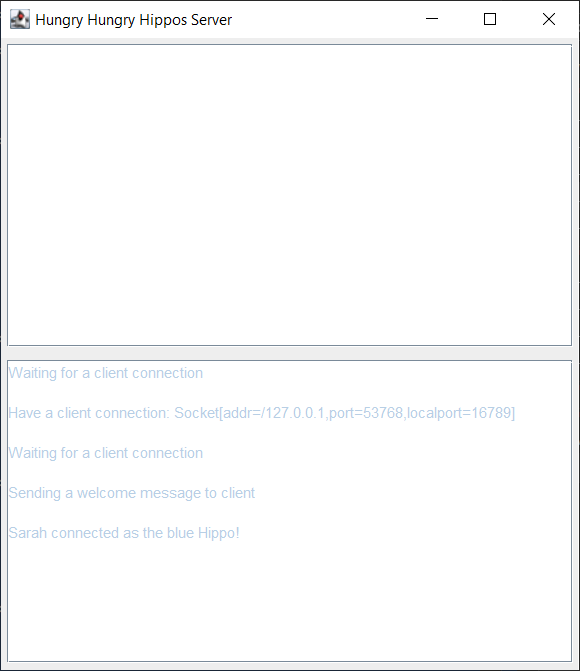 Hungry Hungry Hippos Server
Waiting for a client connection
Have a client connection: Socket[addr=/127.0.0.1,port=53768,localport=16789]
Waiting for a client connection
Sending a welcome message to client
Sarah connected as the blue Hippo!